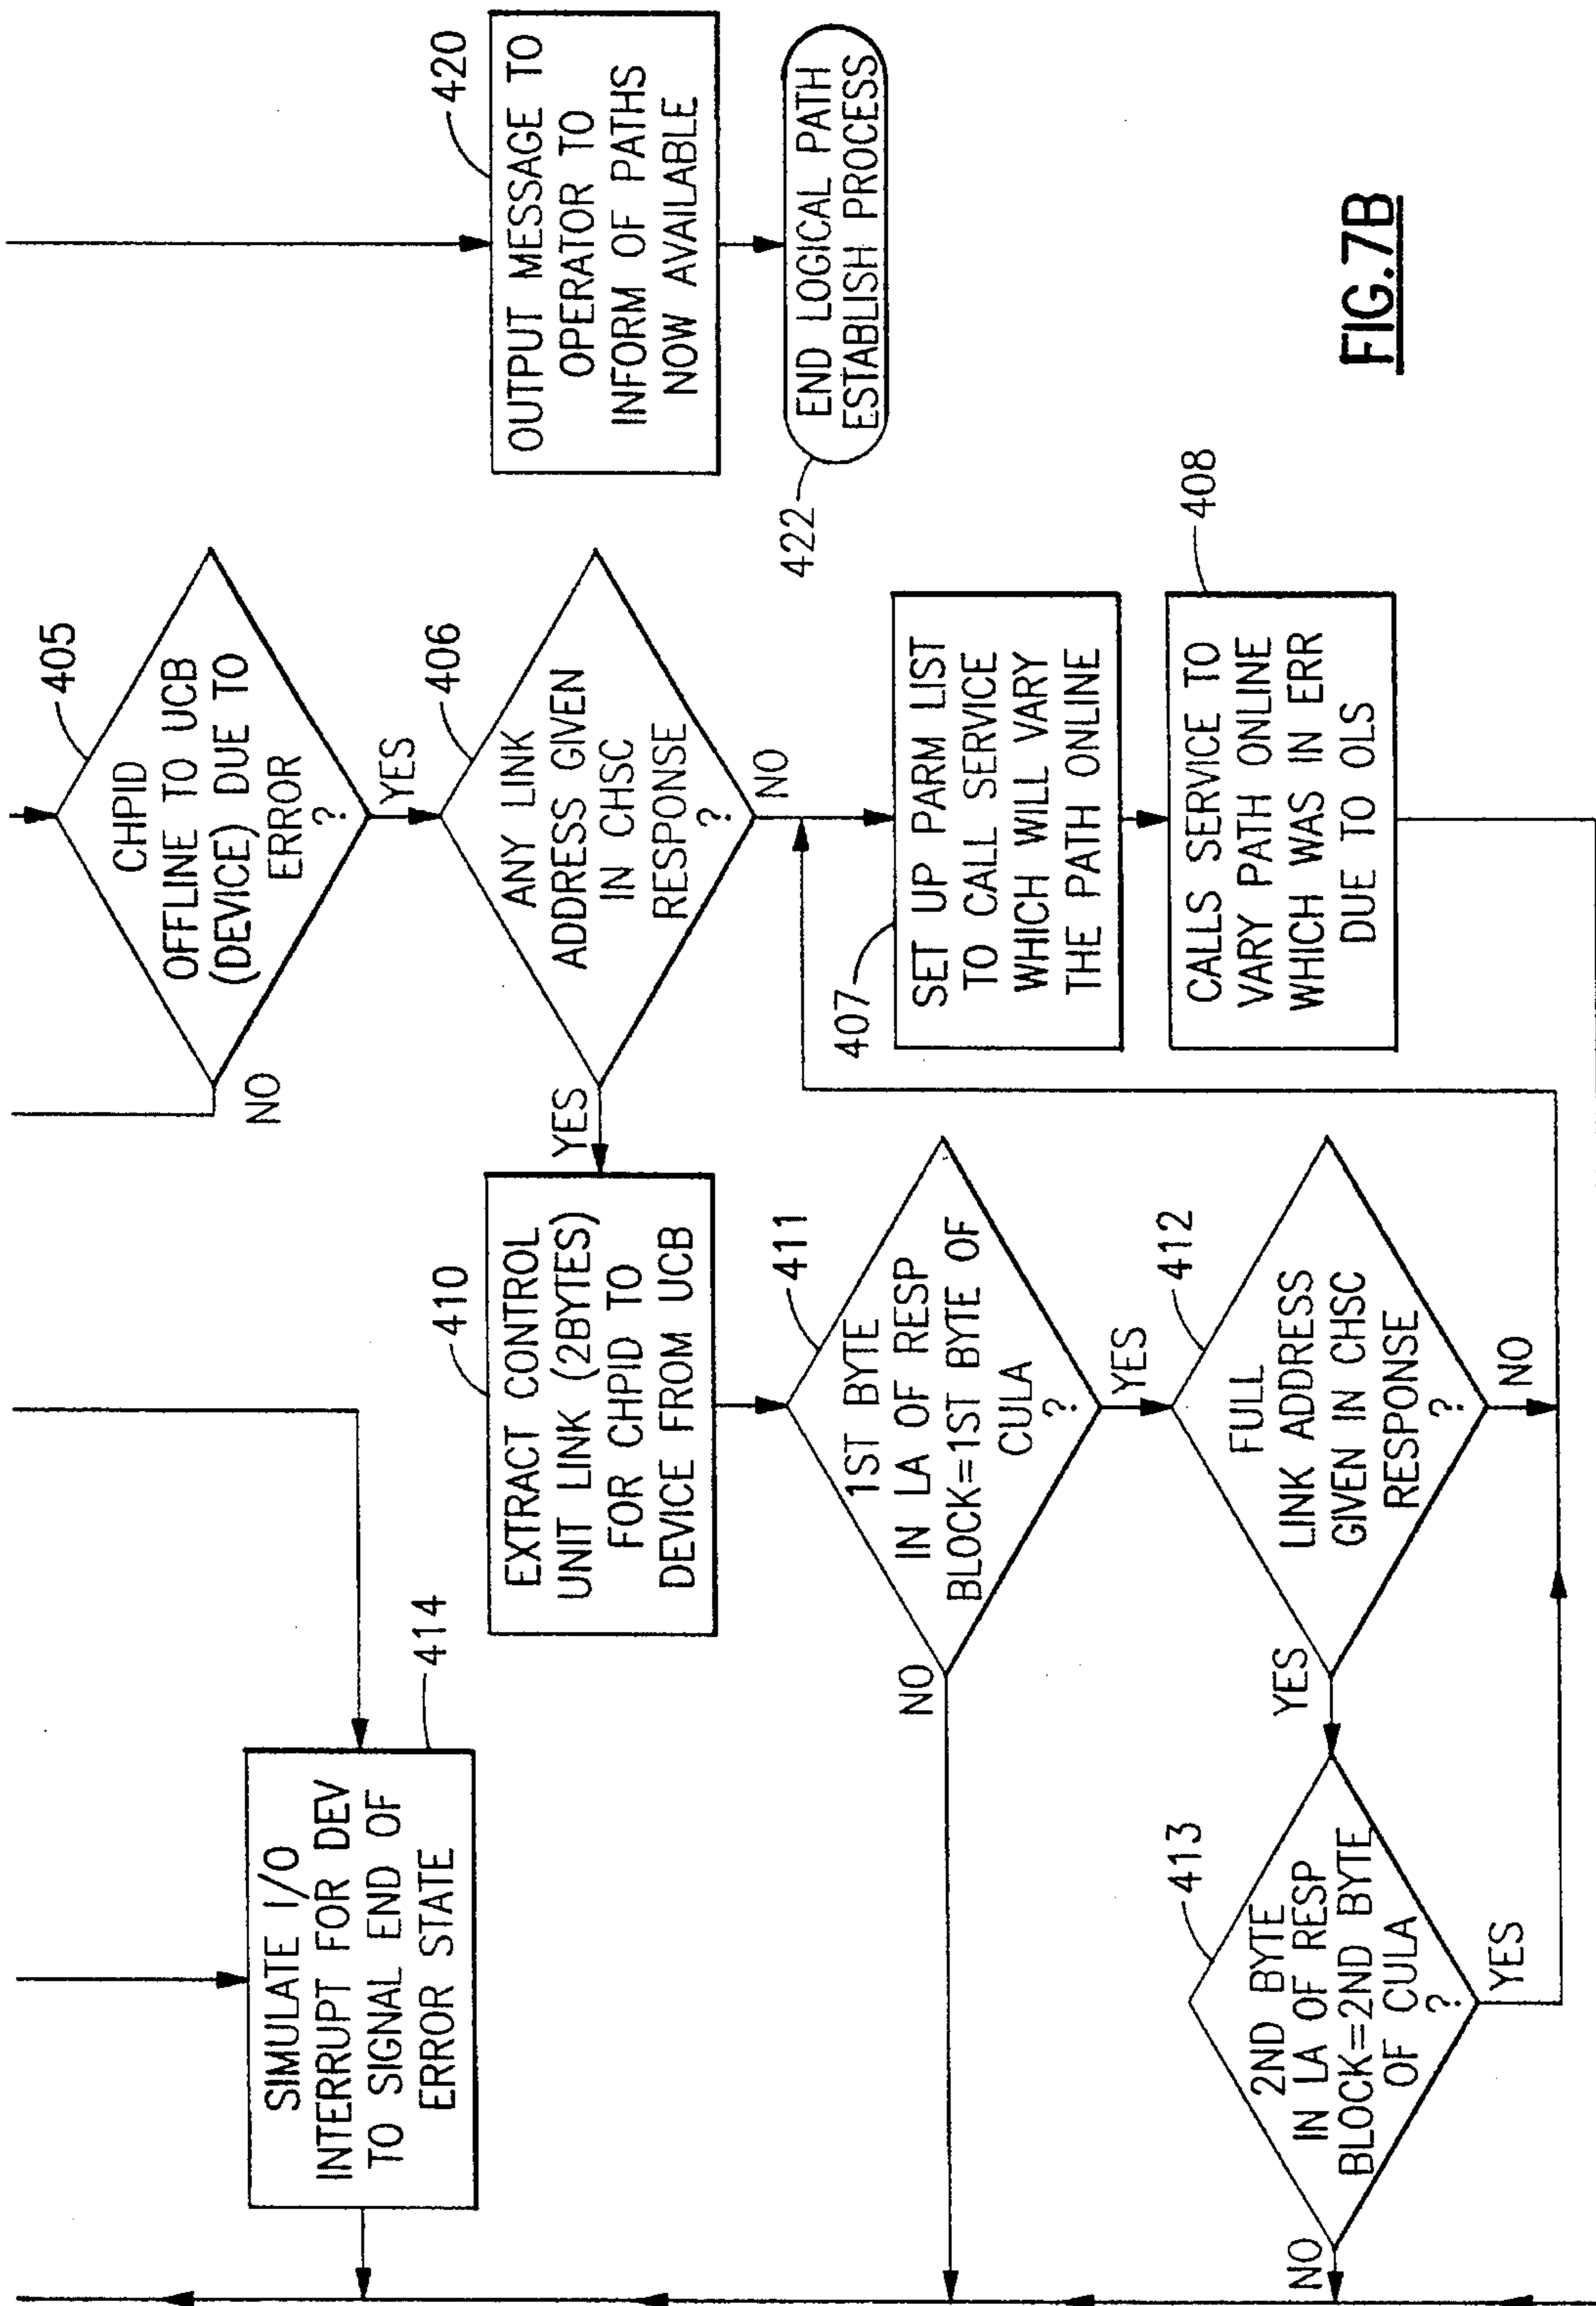 405
CHPID
OFFLINE TO UCB
(DEVICE) DUE TO
ERROR
?
NO
YES
406
ANY LINK
ADDRESS GIVEN
IN CHSC
RESPONSE
?
YES
NO
407
SET UP PARM LIST
TO CALL SERVICE
WHICH WILL VARY
THE PATH ONLINE
408
CALLS SERVICE TO
VARY PATH ONLINE
WHICH WAS IN ERR
DUE TO OLS
410
EXTRACT CONTROL
UNIT LINK (2BYTES)
FOR CHPID TO
DEVICE FROM UCB
411
1ST BYTE
IN LA OF RESP
BLOCK=1ST BYTE OF
CULA
?
NO
YES
412
FULL
LINK ADDRESS
GIVEN IN CHSC
RESPONSE
?
YES
NO
413
2ND BYTE
IN LA OF RESP
BLOCK=2ND BYTE
OF CULA
?
NO
YES
414
SIMULATE I/O
INTERRUPT FOR DEV
TO SIGNAL END OF
ERROR STATE
420
OUTPUT MESSAGE TO
OPERATOR TO
INFORM OF PATHS
NOW AVAILABLE
422
END LOGICAL PATH
ESTABLISH PROCESS
FIG.7B